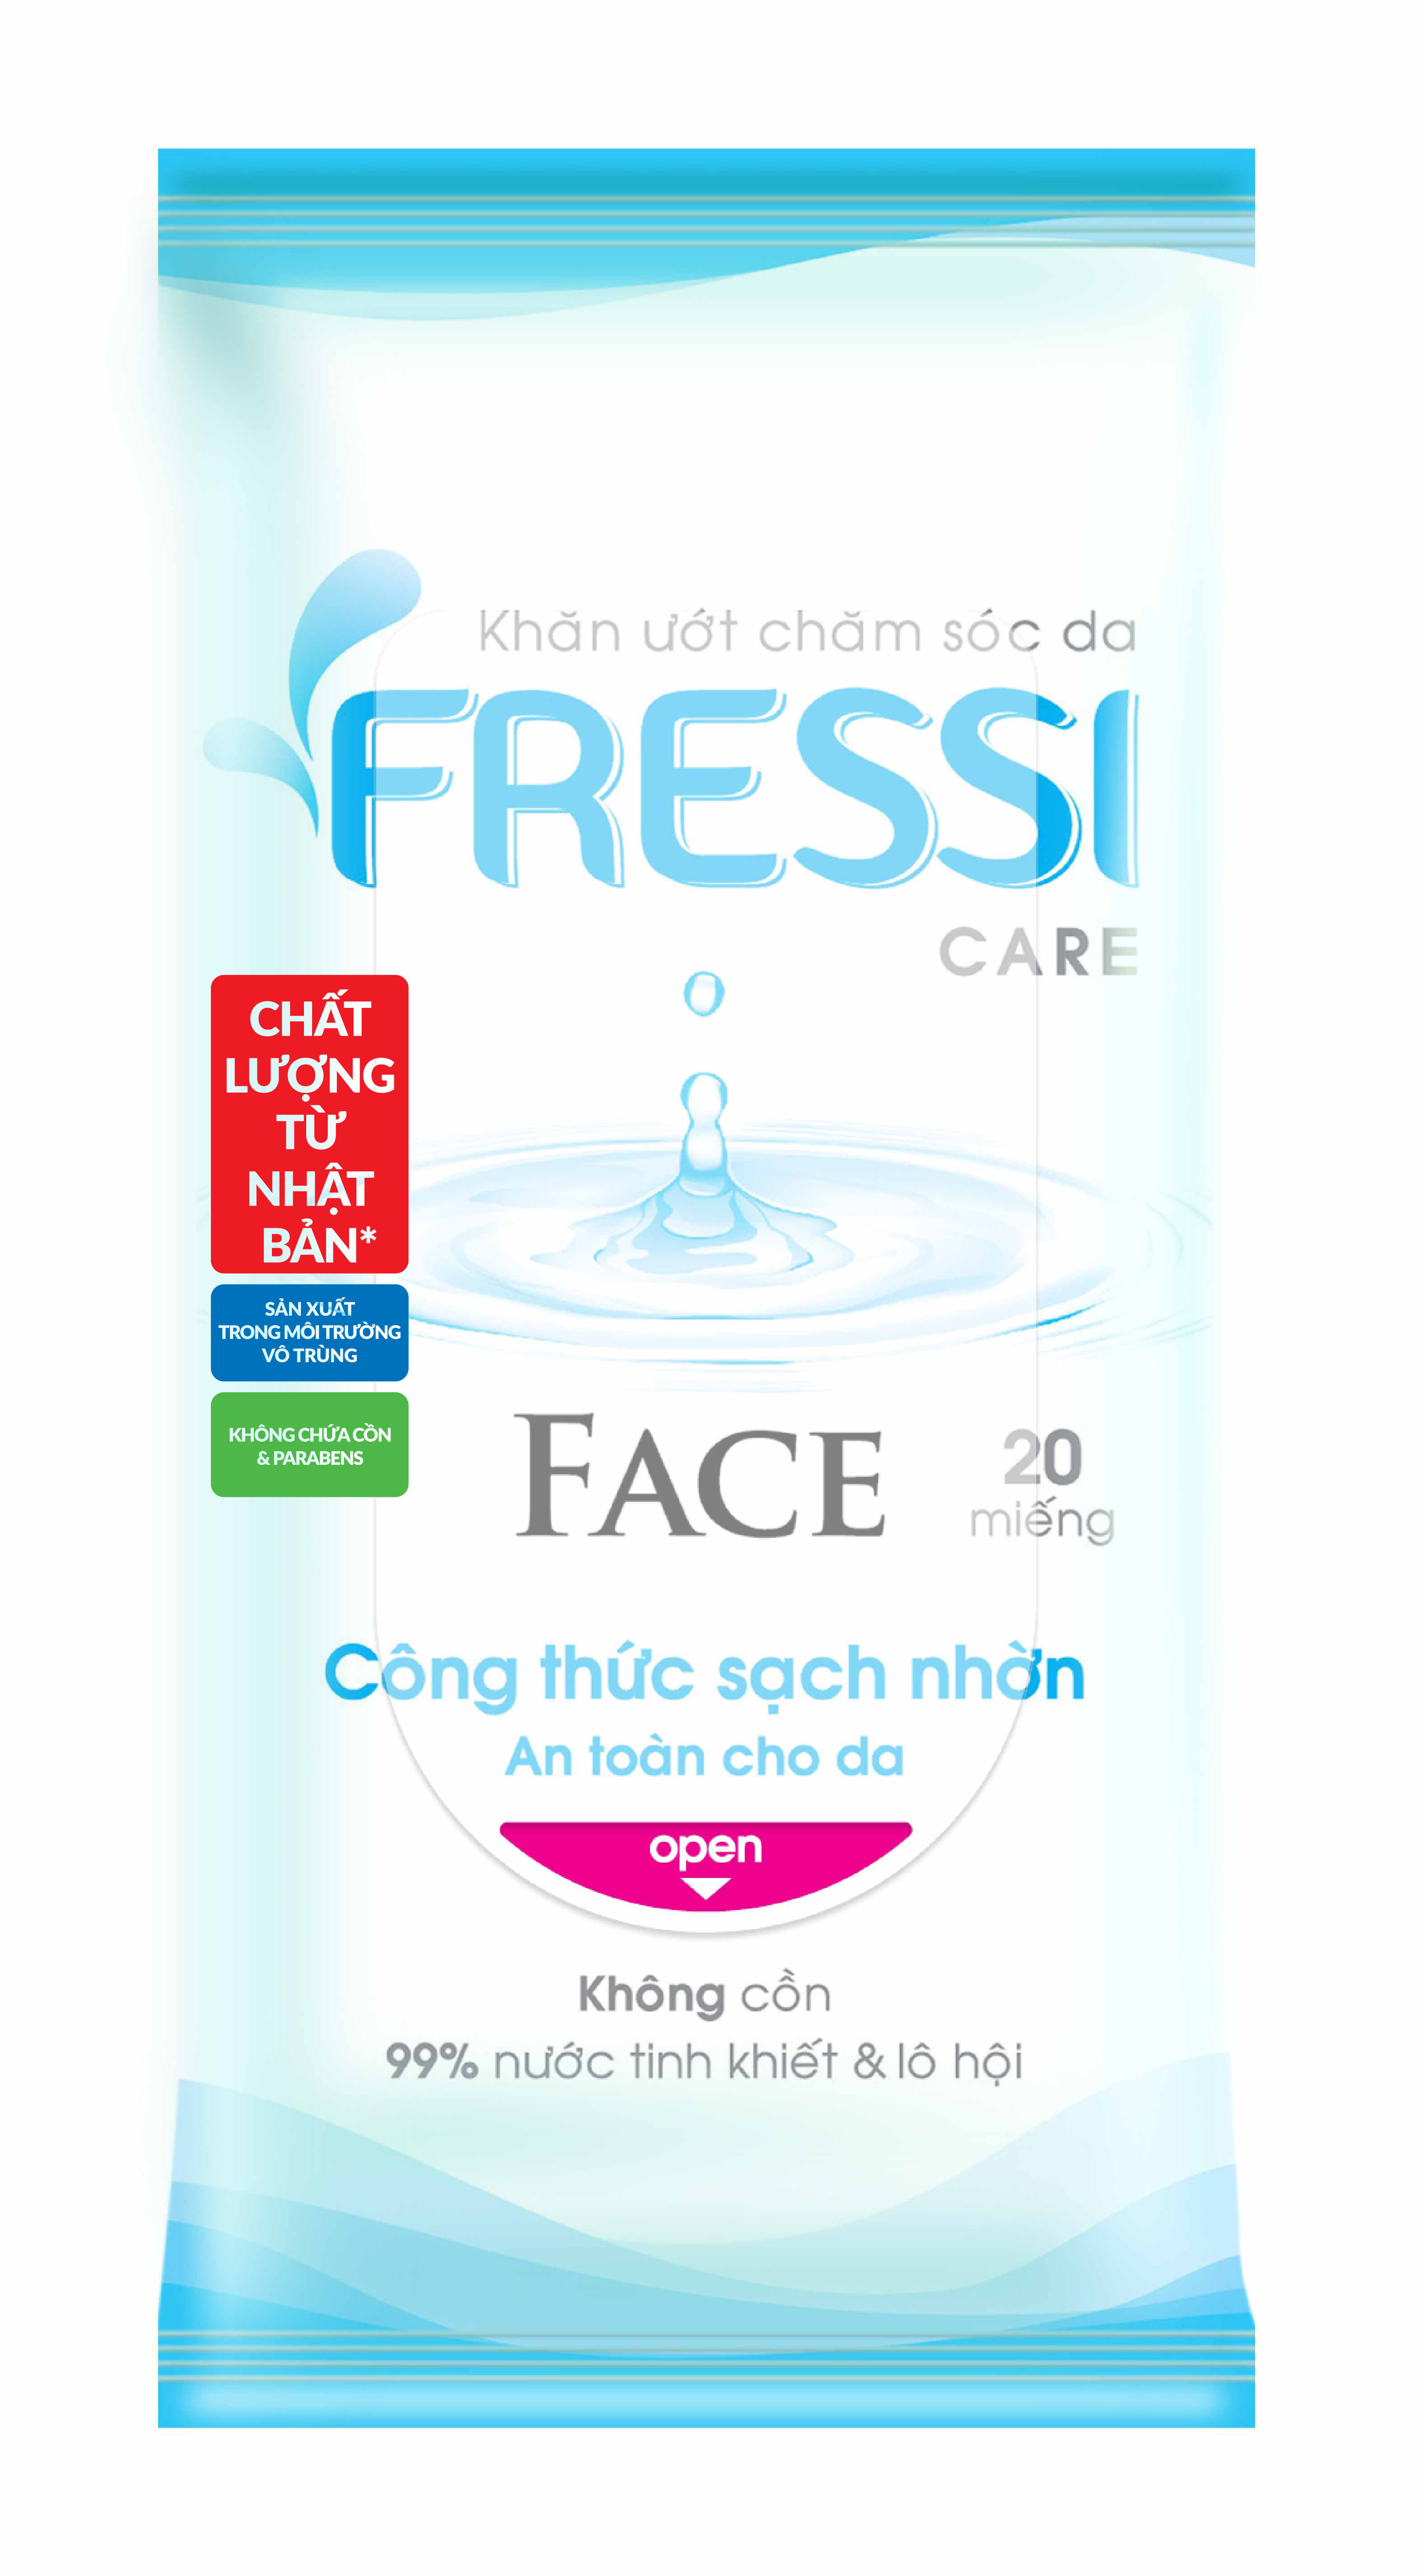 Khăn ướt chăm sóc da
FRESSI
CARE
CHẤT
LƯỢNG
TỪ
NHẬT
BẢN*
SẢN XUẤT
TRONG MÔI TRƯỜNG
VÔ TRÙNG
KHÔNG CHỨA CỒN
& PARABENS
FACE
20
miếng
Công thức sạch nhờn
An toàn cho da
open
Không cồn
99% nước tinh khiết & lô hội